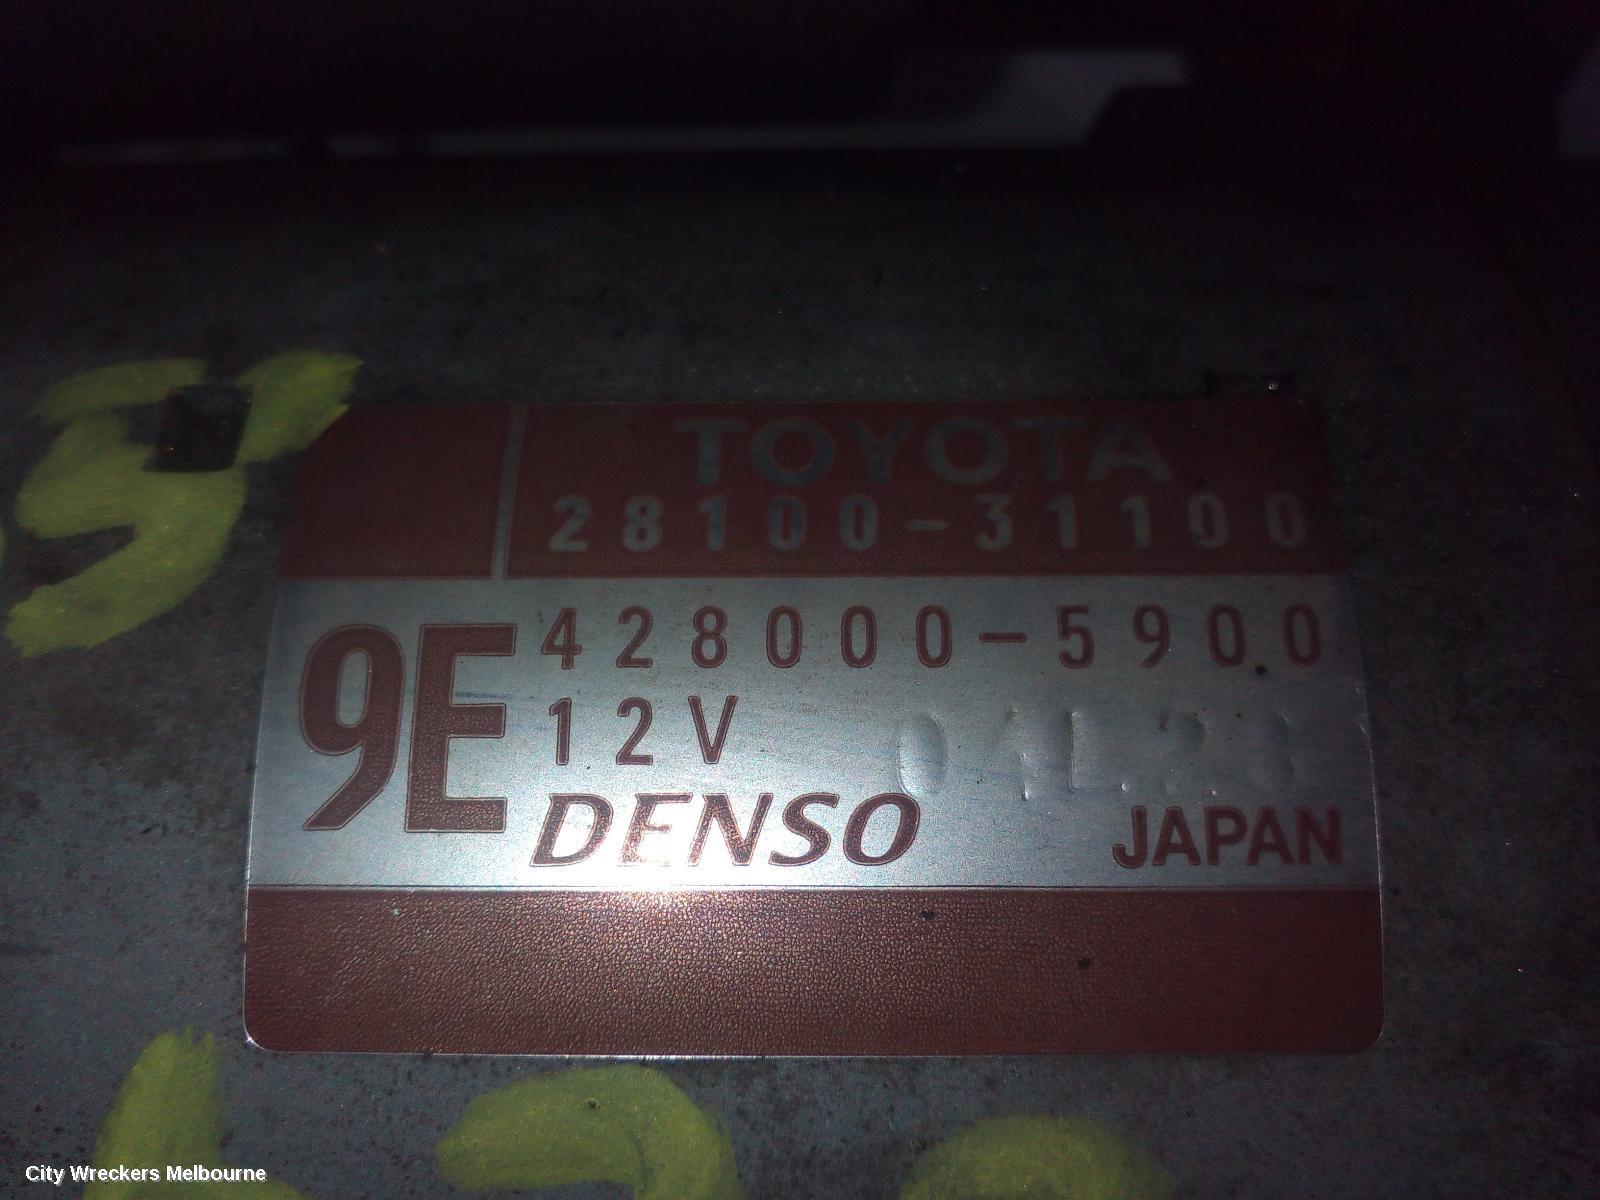 TOYOTA
28100-31100
9E
428000-5900
12V
DENSO
JAPAN
City Wreckers Melbourne